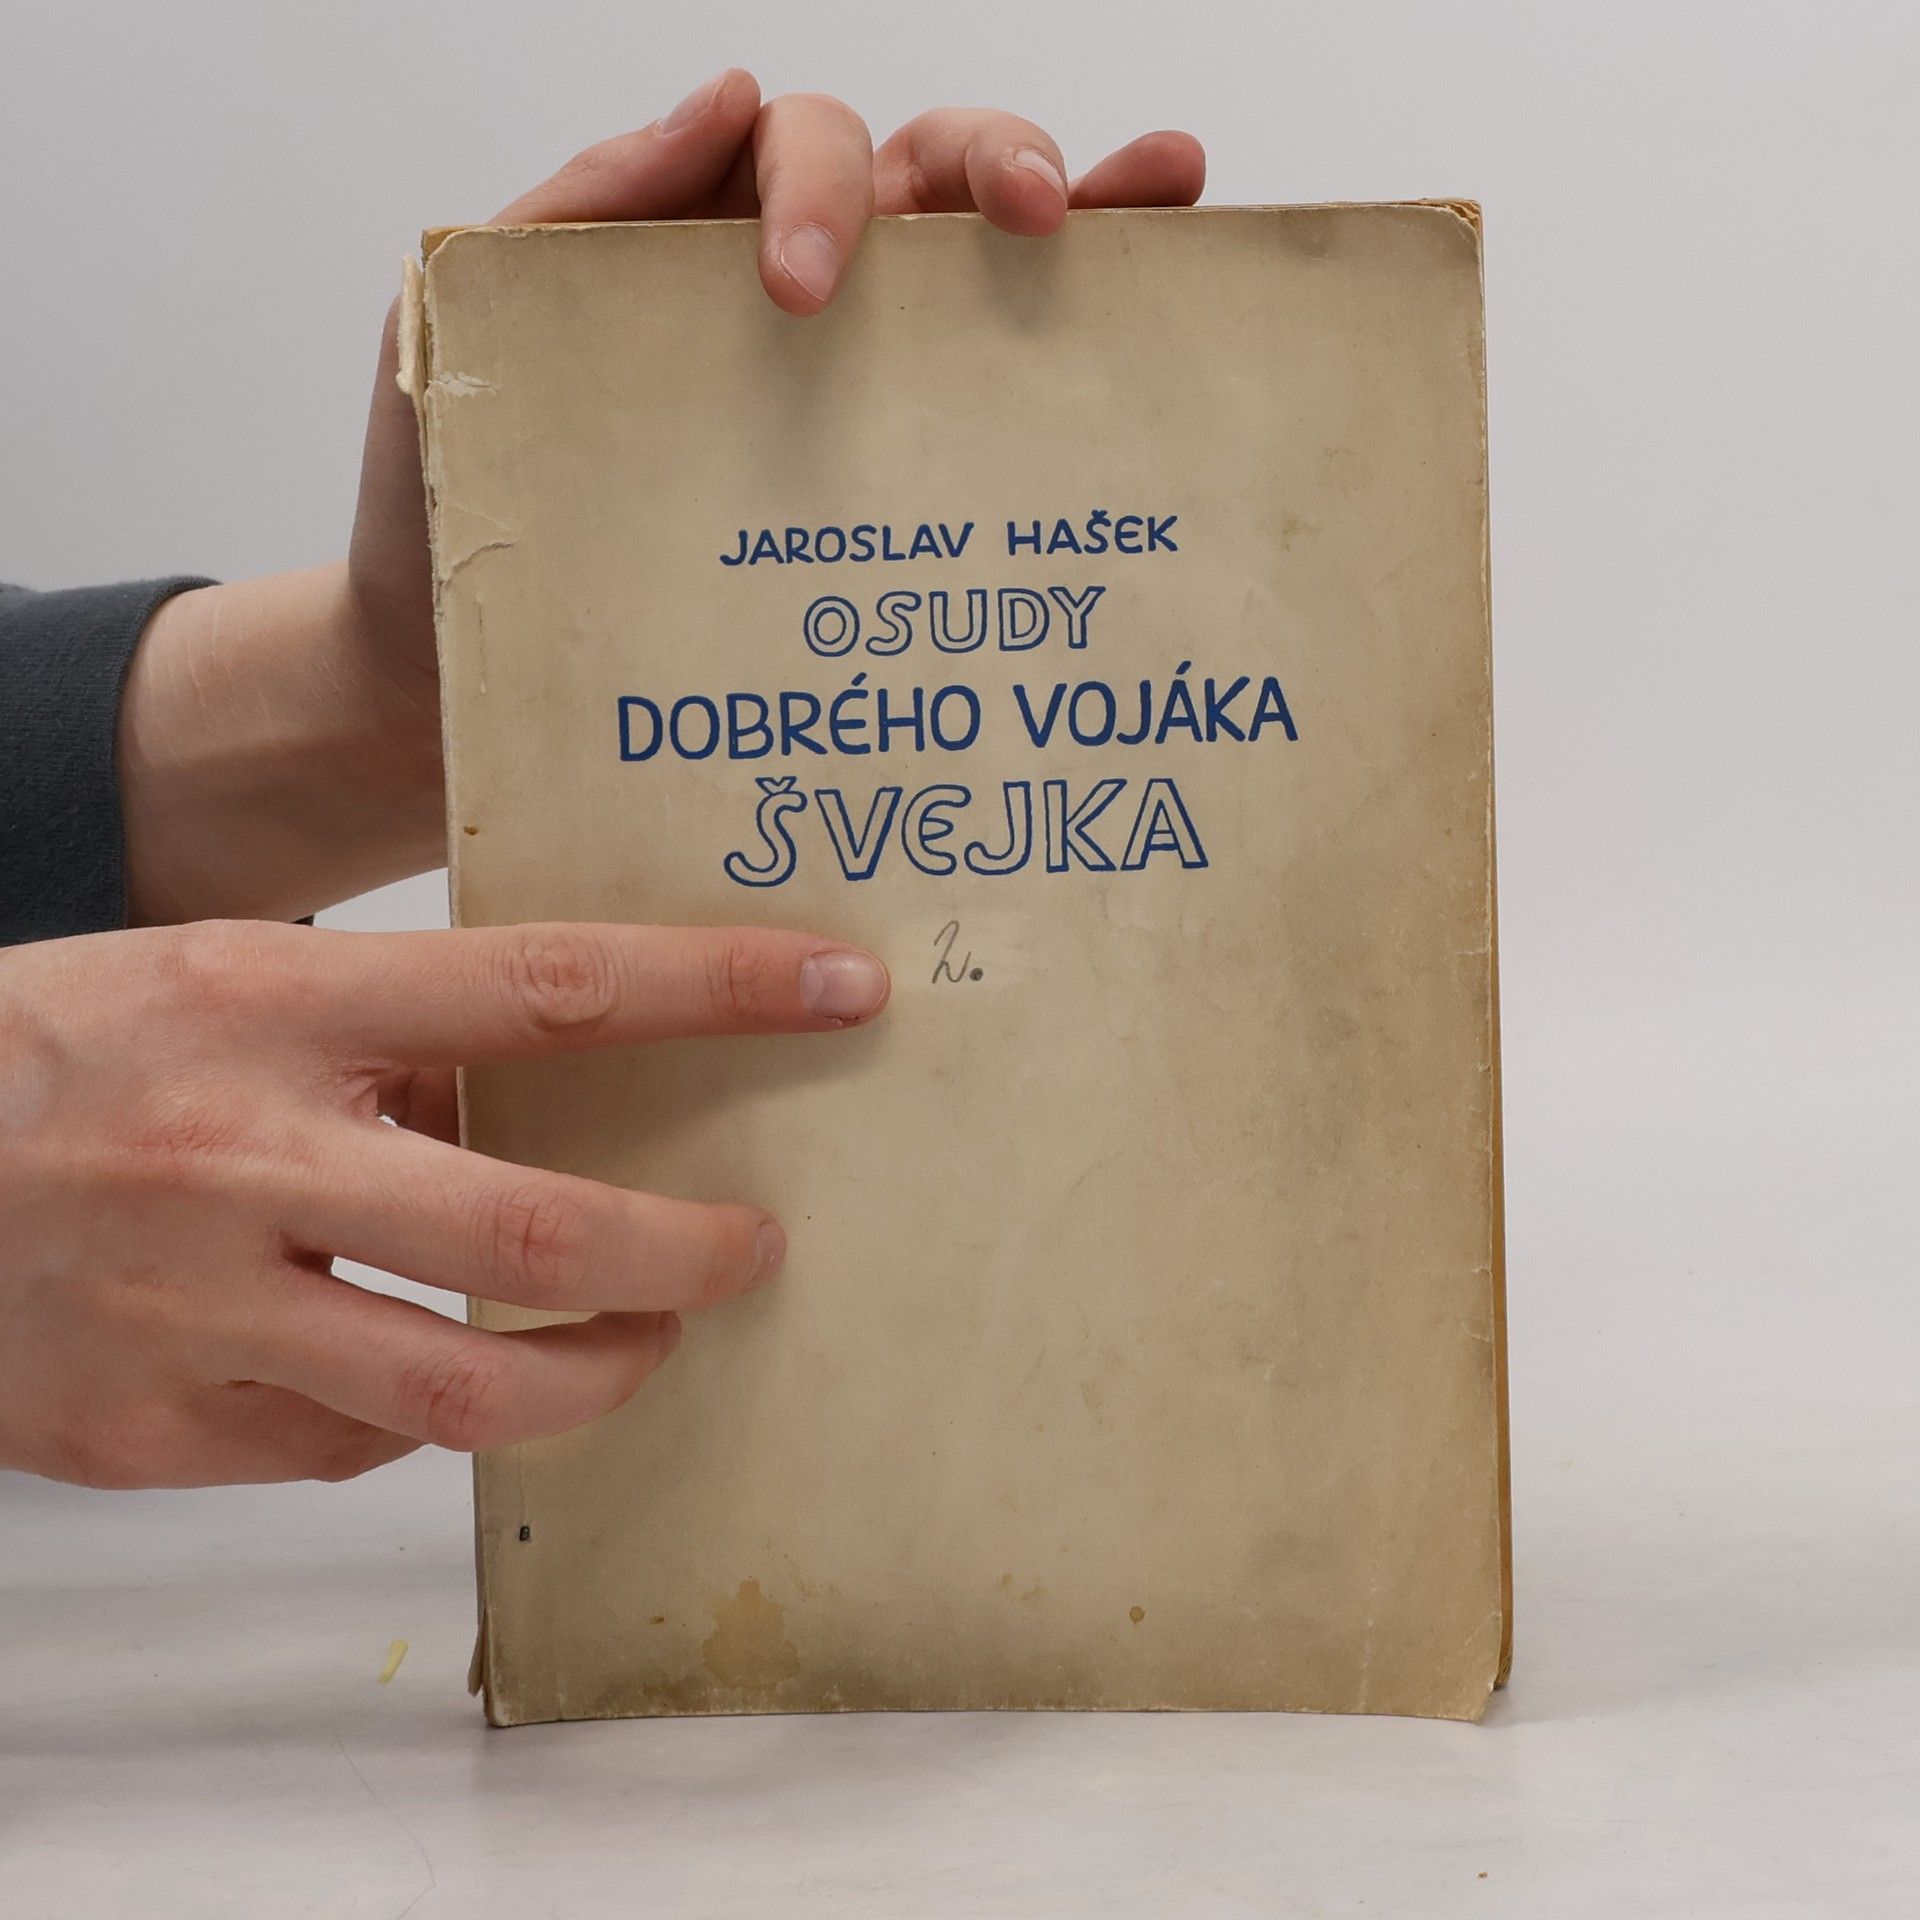 JAROSLAV HAŠEK
OSUDY
DOBRÉHO VOJÁKA
ŠVEJKA
2.